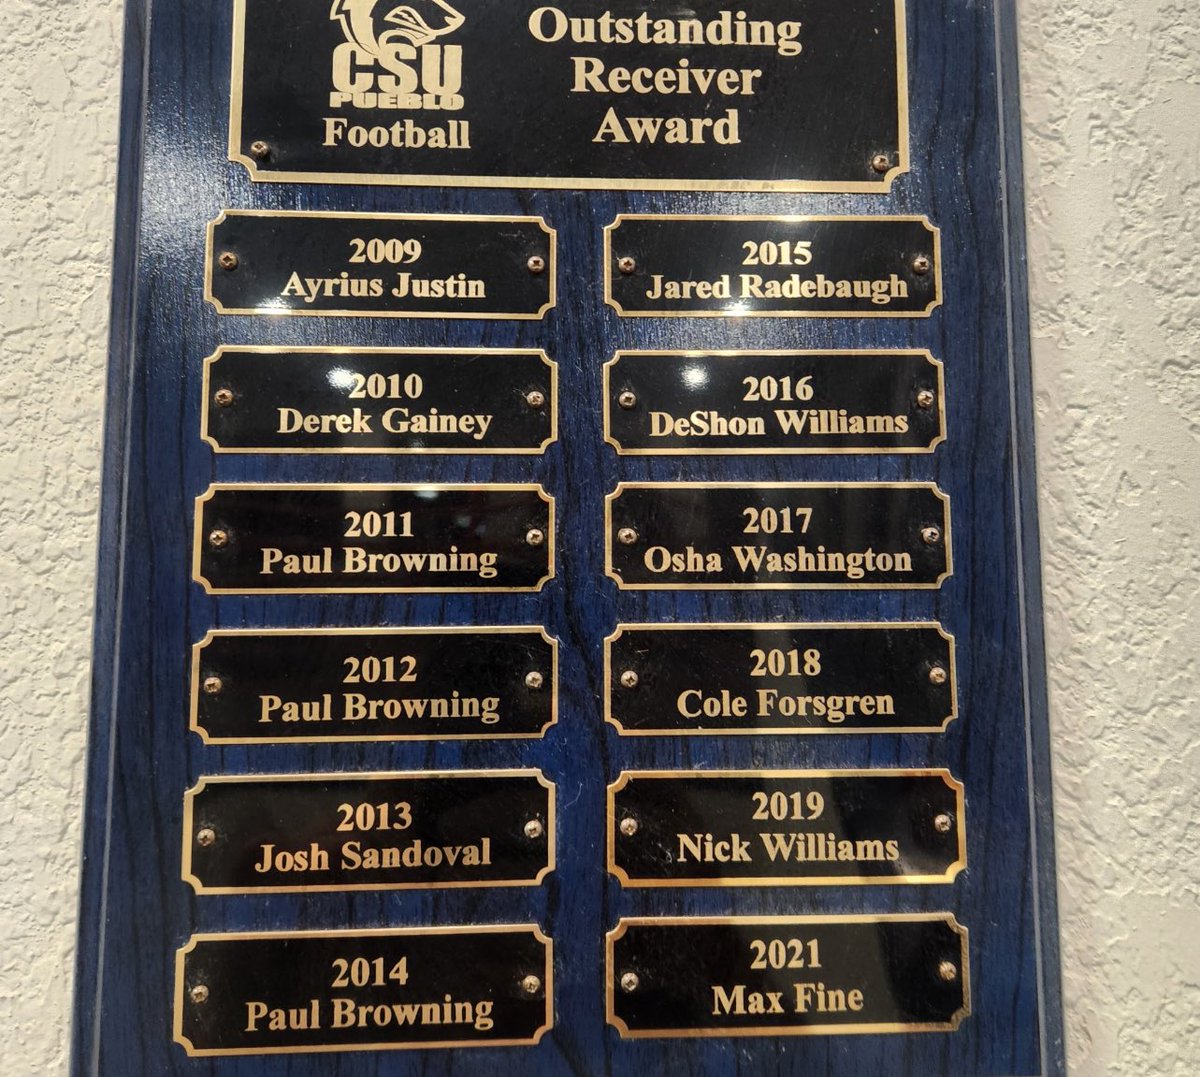 CSU
PUEBLO
Football
Outstanding
Receiver
Award
2009
Ayrius Justin
2010
Derek Gainey
2011
Paul Browning
2012
Paul Browning
2013
Josh Sandoval
2014
Paul Browning
2015
Jared Radebaugh
2016
DeShon Williams
2017
Osha Washington
2018
Cole Forsgren
2019
Nick Williams
2021
Max Fine